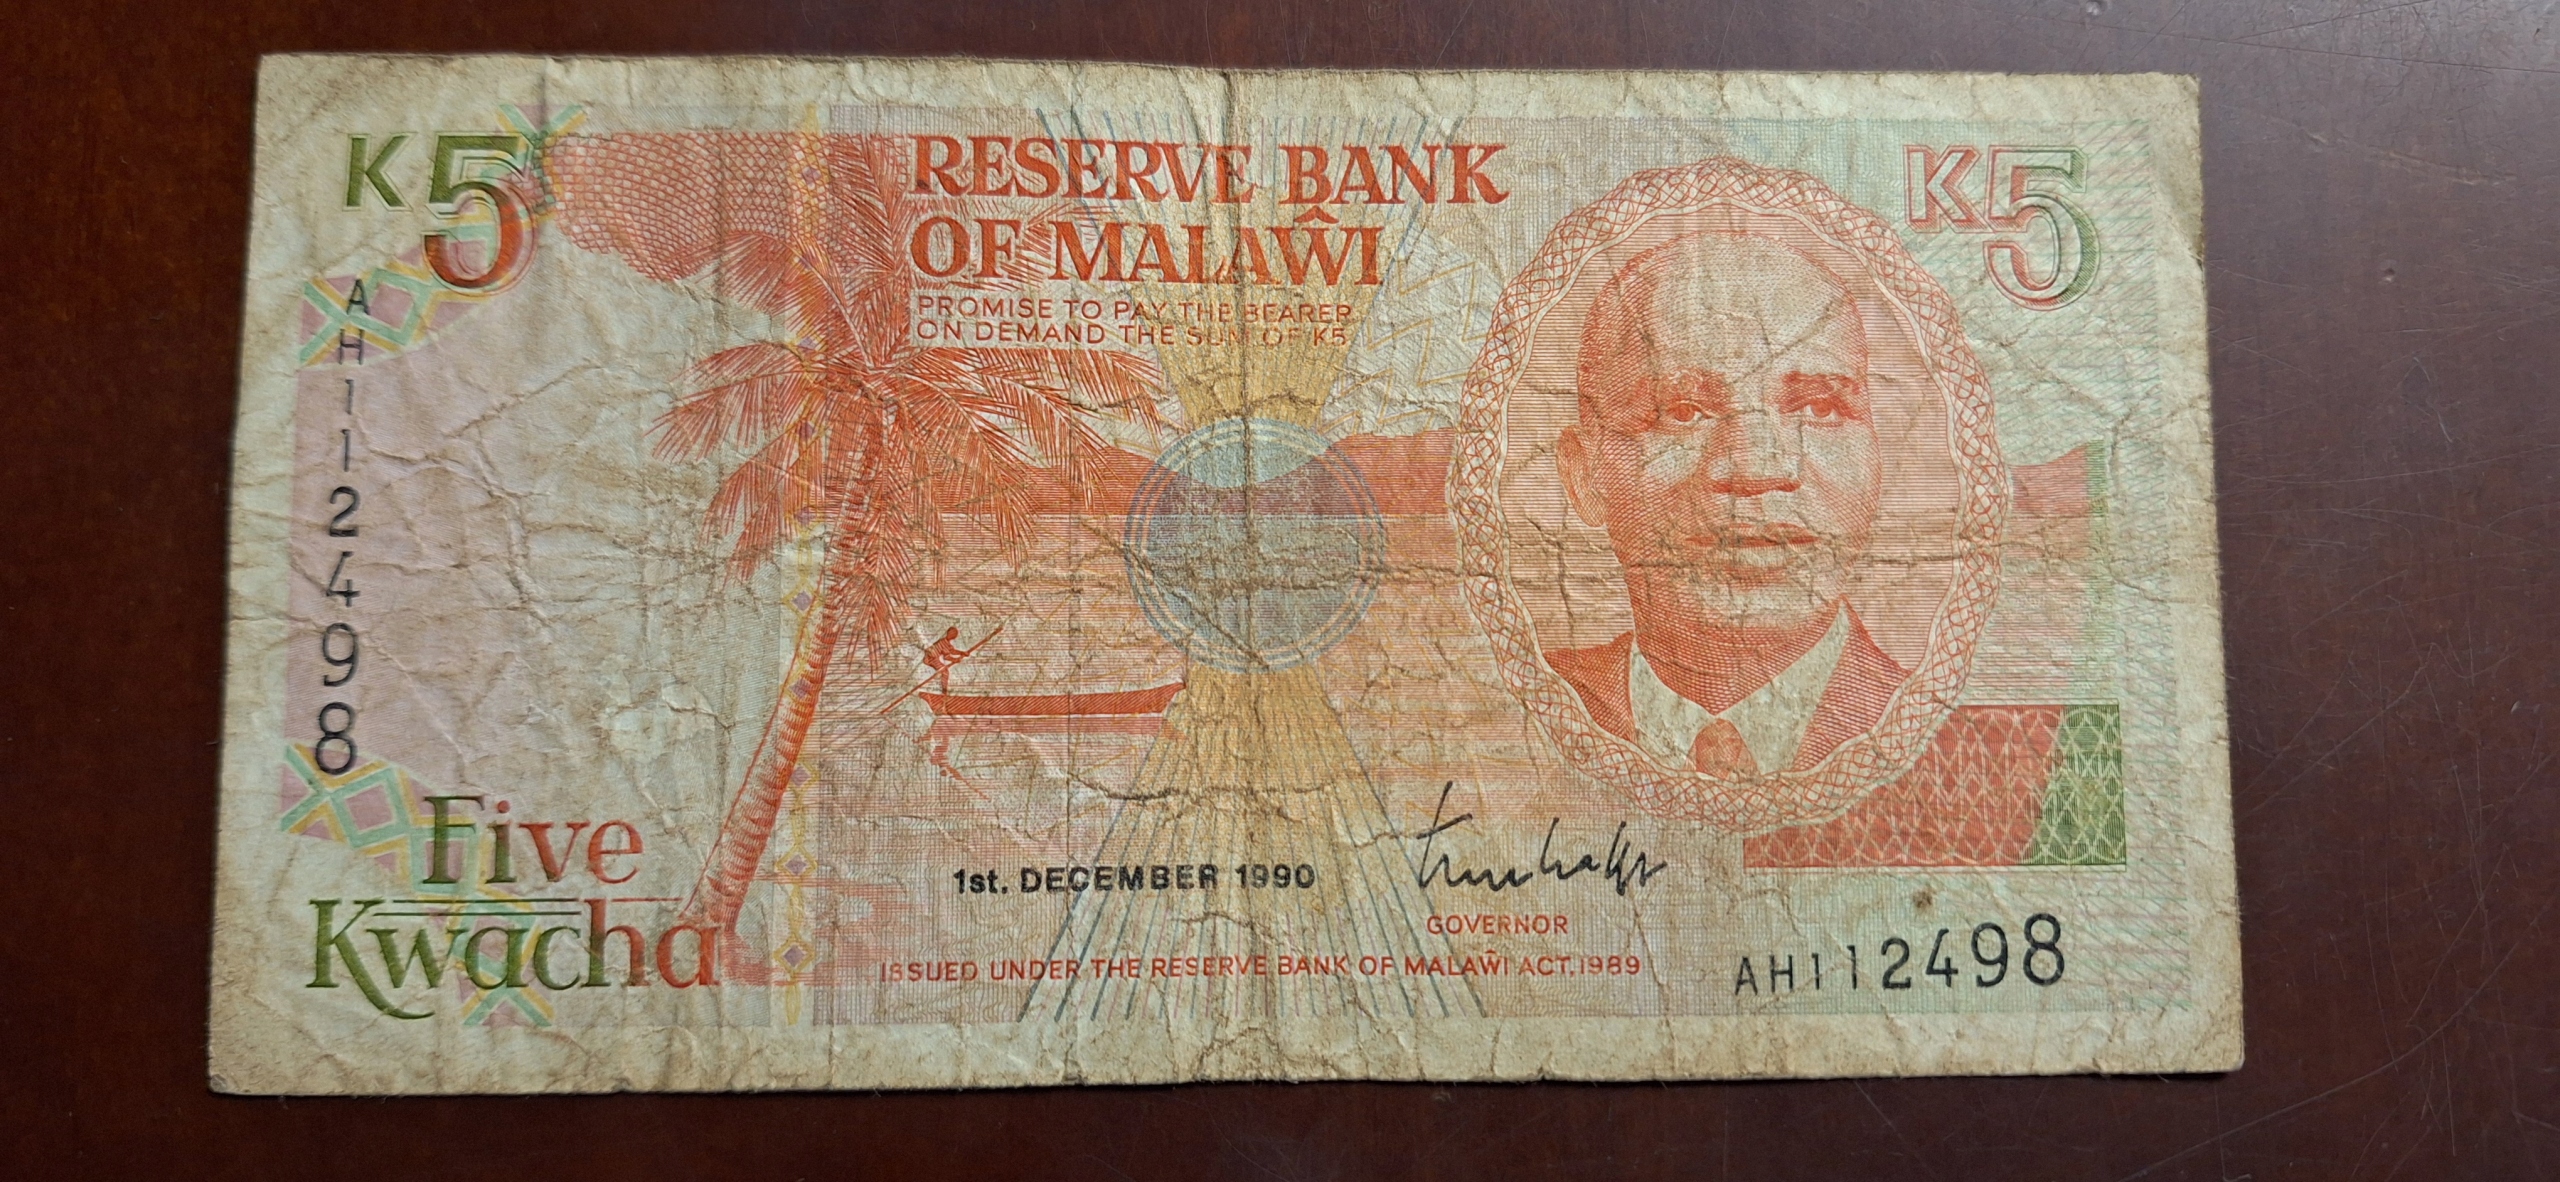 K5
RESERVE BANK
OF MALAŴI
PROMISE TO PAY THE BEARER
ON DEMAND THE SUM OF K5
K5
AH112498
Five
Kwacha
1st. DECEMBER 1990
GOVERNOR
ISSUED UNDER THE RESERVE BANK OF MALAŴI ACT, 1989
AH112498